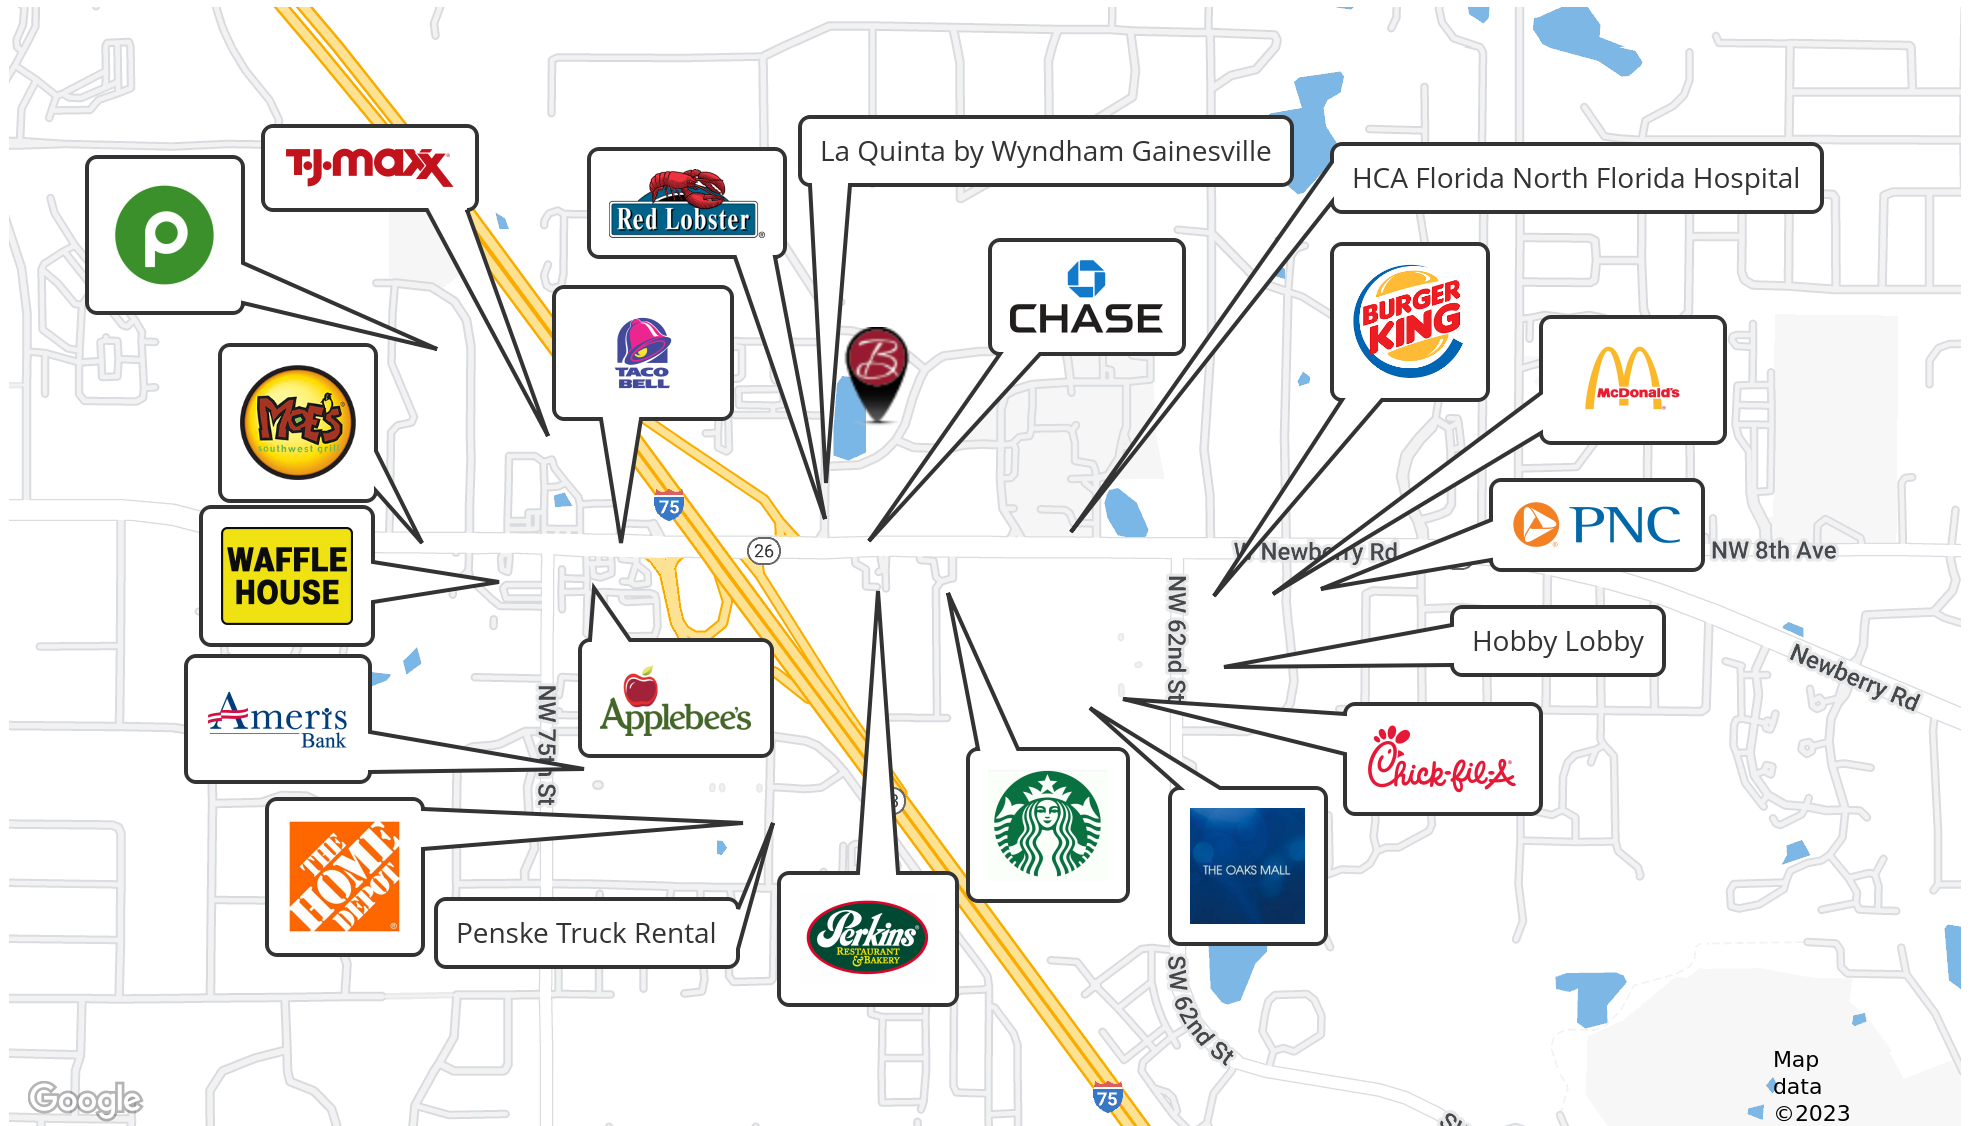 La Quinta by Wyndham Gainesville
HCA Florida North Florida Hospital
T·J·maxx
Red Lobster
®
P
CHASE
BURGER
KING
TACO
BELL
B
McDonald's
MOE'S
southwest grill
75
PNC
WAFFLE
HOUSE
26
W Newberry Rd
NW 8th Ave
NW 62nd St
Hobby Lobby
Newberry Rd
Ameris
Bank
Applebee's
NW 75th St
Chick-fil-A
THE
HOME
DEPOT
THE OAKS MALL
Penske Truck Rental
Perkins
RESTAURANT
& BAKERY
SW 62nd St
75
Google
Map
data
©2023